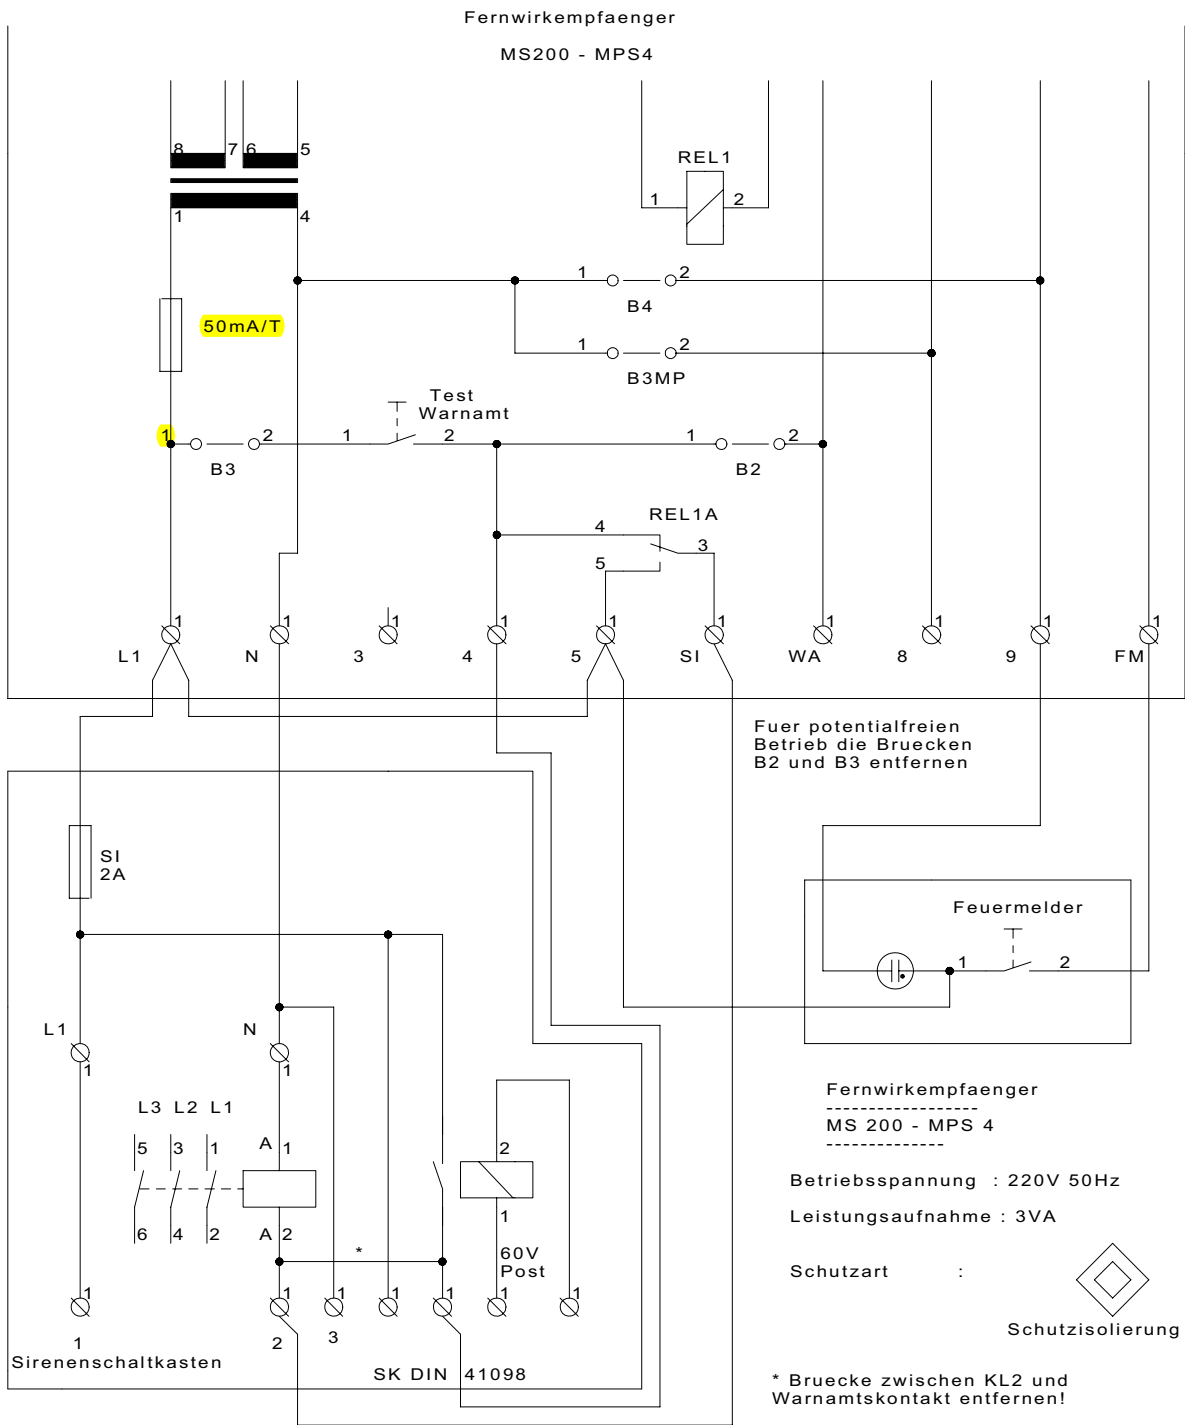 Fernwirkempfaenger
MS200 - MPS4
8 7 6 5
REL1
1 2
1 4
1 2
B4
50mA/T
1 2
B3MP
Test
Warnamt
1 2 1 2 1 2
B3 B2
REL1A
4 3
5
1 1 1 1 1 1 1 1 1 1
L1 N 3 4 5 SI WA 8 9 FM
Fuer potentialfreien
Betrieb die Bruecken
B2 und B3 entfernen
SI
2A
Feuermelder
1 2
L1 N
1 1
L3 L2 L1
5 3 1 A 1 2
6 4 2 A 2 1
*
60V
Post
1 1 1 1 1 1 1
1 2 3
Sirenenschaltkasten
SK DIN 41098
Fernwirkempfaenger
-----------------
MS 200 - MPS 4
-------------
Betriebsspannung : 220V 50Hz
Leistungsaufnahme : 3VA
Schutzart :
Schutzisolierung
* Bruecke zwischen KL2 und
Warnamtskontakt entfernen!